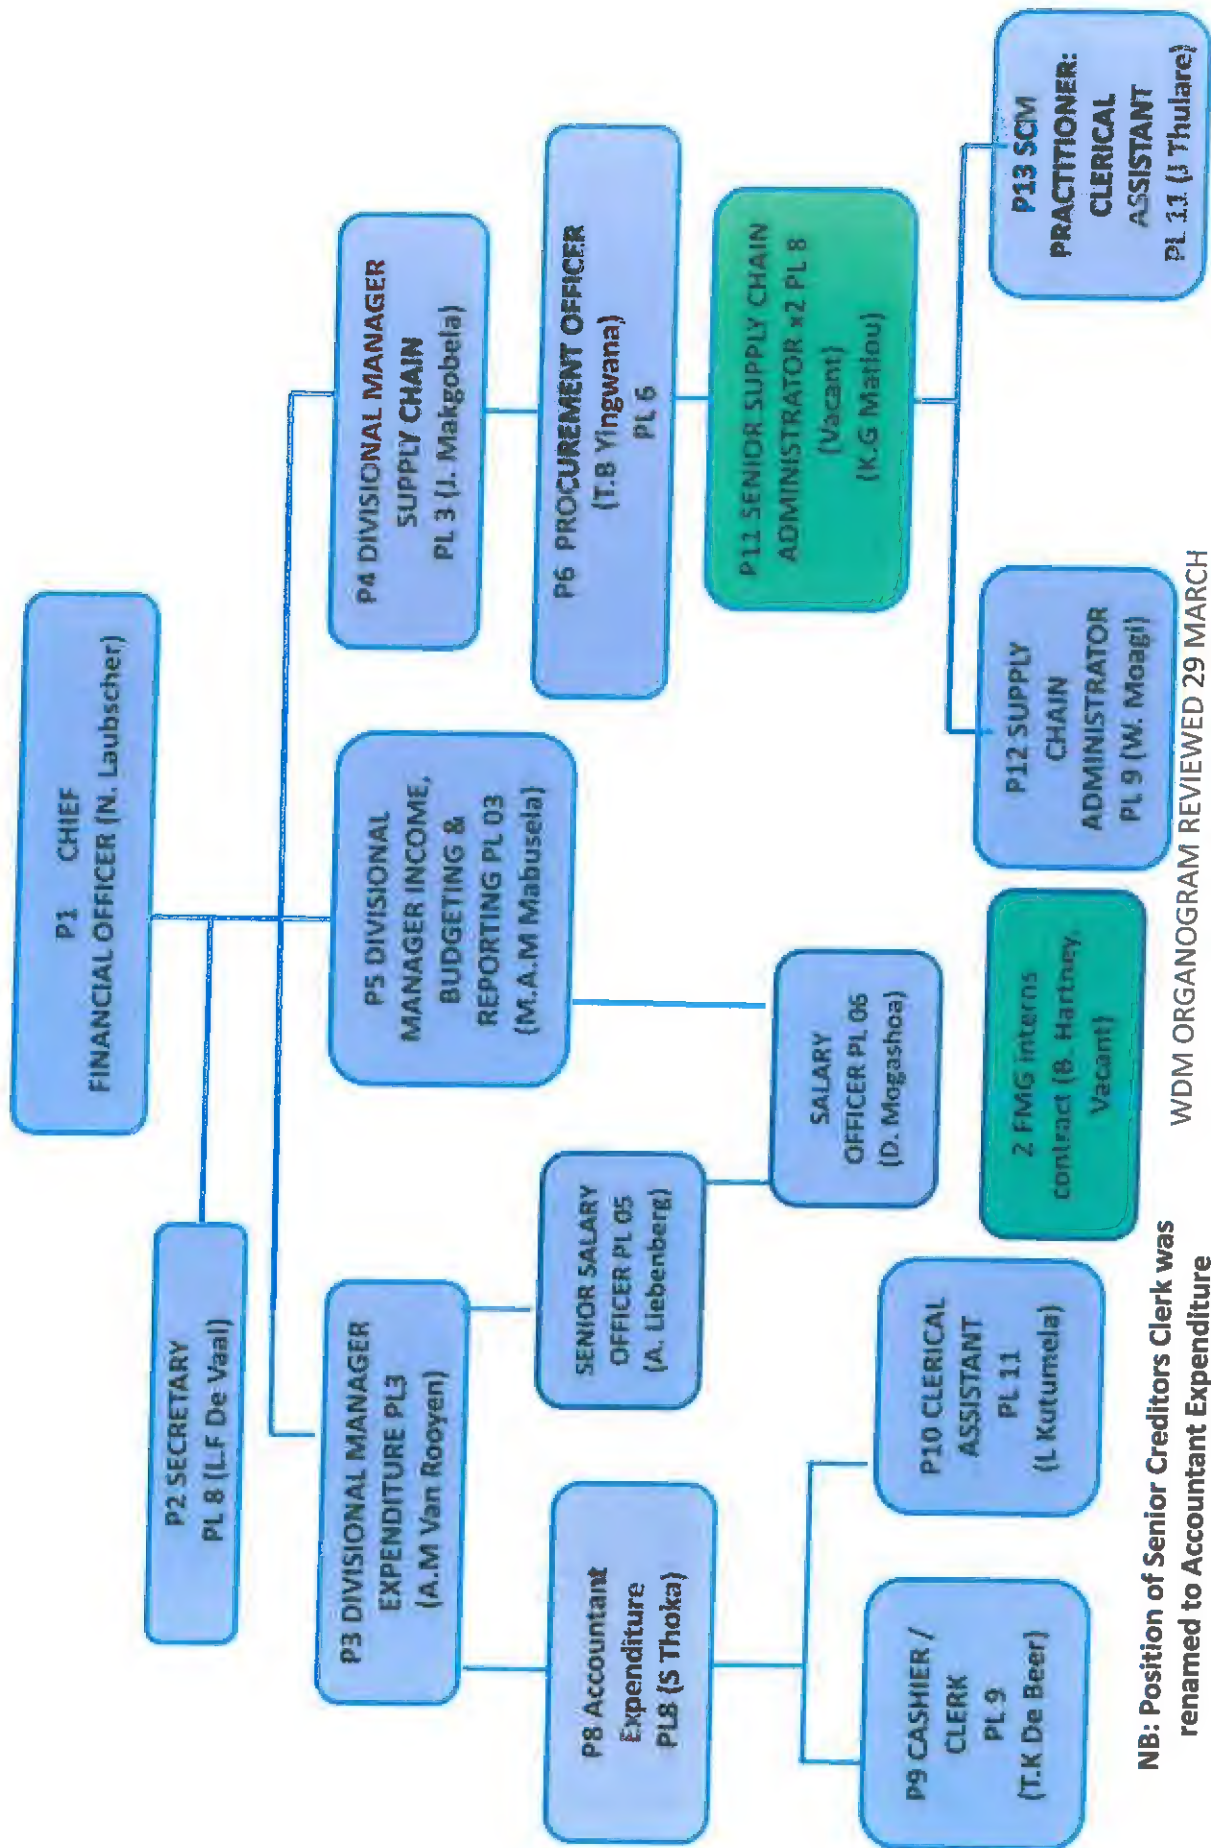 P1 CHIEF
FINANCIAL OFFICER (N. Laubscher)
P2 SECRETARY
PL 8 (L.F De Vaal)
P3 DIVISIONAL MANAGER
EXPENDITURE PL3
(A.M Van Rooyen)
P5 DIVISIONAL
MANAGER INCOME,
BUDGETING &
REPORTING PL 03
(M.A.M Mabusela)
P4 DIVISIONAL MANAGER
SUPPLY CHAIN
PL 3 (J. Makgobela)
P8 Accountant
Expenditure
PL8 (S Thoka)
SENIOR SALARY
OFFICER PL 05
(A. Liebenberg)
P6 PROCUREMENT OFFICER
(T.B Yingwana)
PL 6
SALARY
OFFICER PL 06
(D. Mogashoa)
P11 SENIOR SUPPLY CHAIN
ADMINISTRATOR x2 PL 8
(Vacant)
(K.G Matlou)
P9 CASHIER /
CLERK
PL 9
(T.K De Beer)
P10 CLERICAL
ASSISTANT
PL 11
(L Kutumela)
2 FMG interns
contract (B. Hartney,
Vacant)
P12 SUPPLY
CHAIN
ADMINISTRATOR
PL 9 (W. Moagi)
P13 SCM
PRACTITIONER:
CLERICAL
ASSISTANT
PL 11 (J Thulare)
NB: Position of Senior Creditors Clerk was
renamed to Accountant Expenditure
WDM ORGANOGRAM REVIEWED 29 MARCH